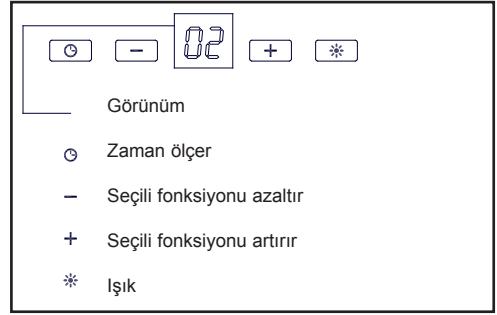 02
Görünüm
Zaman ölçer
– Seçili fonksiyonu azaltır
+ Seçili fonksiyonu artırır
Işık